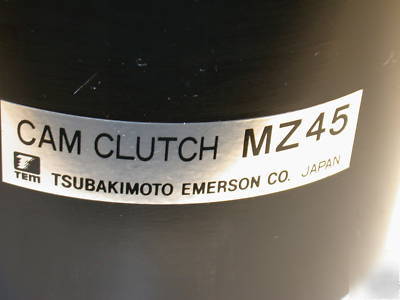 CAM CLUTCH MZ45
TEM TSUBAKIMOTO EMERSON CO. JAPAN